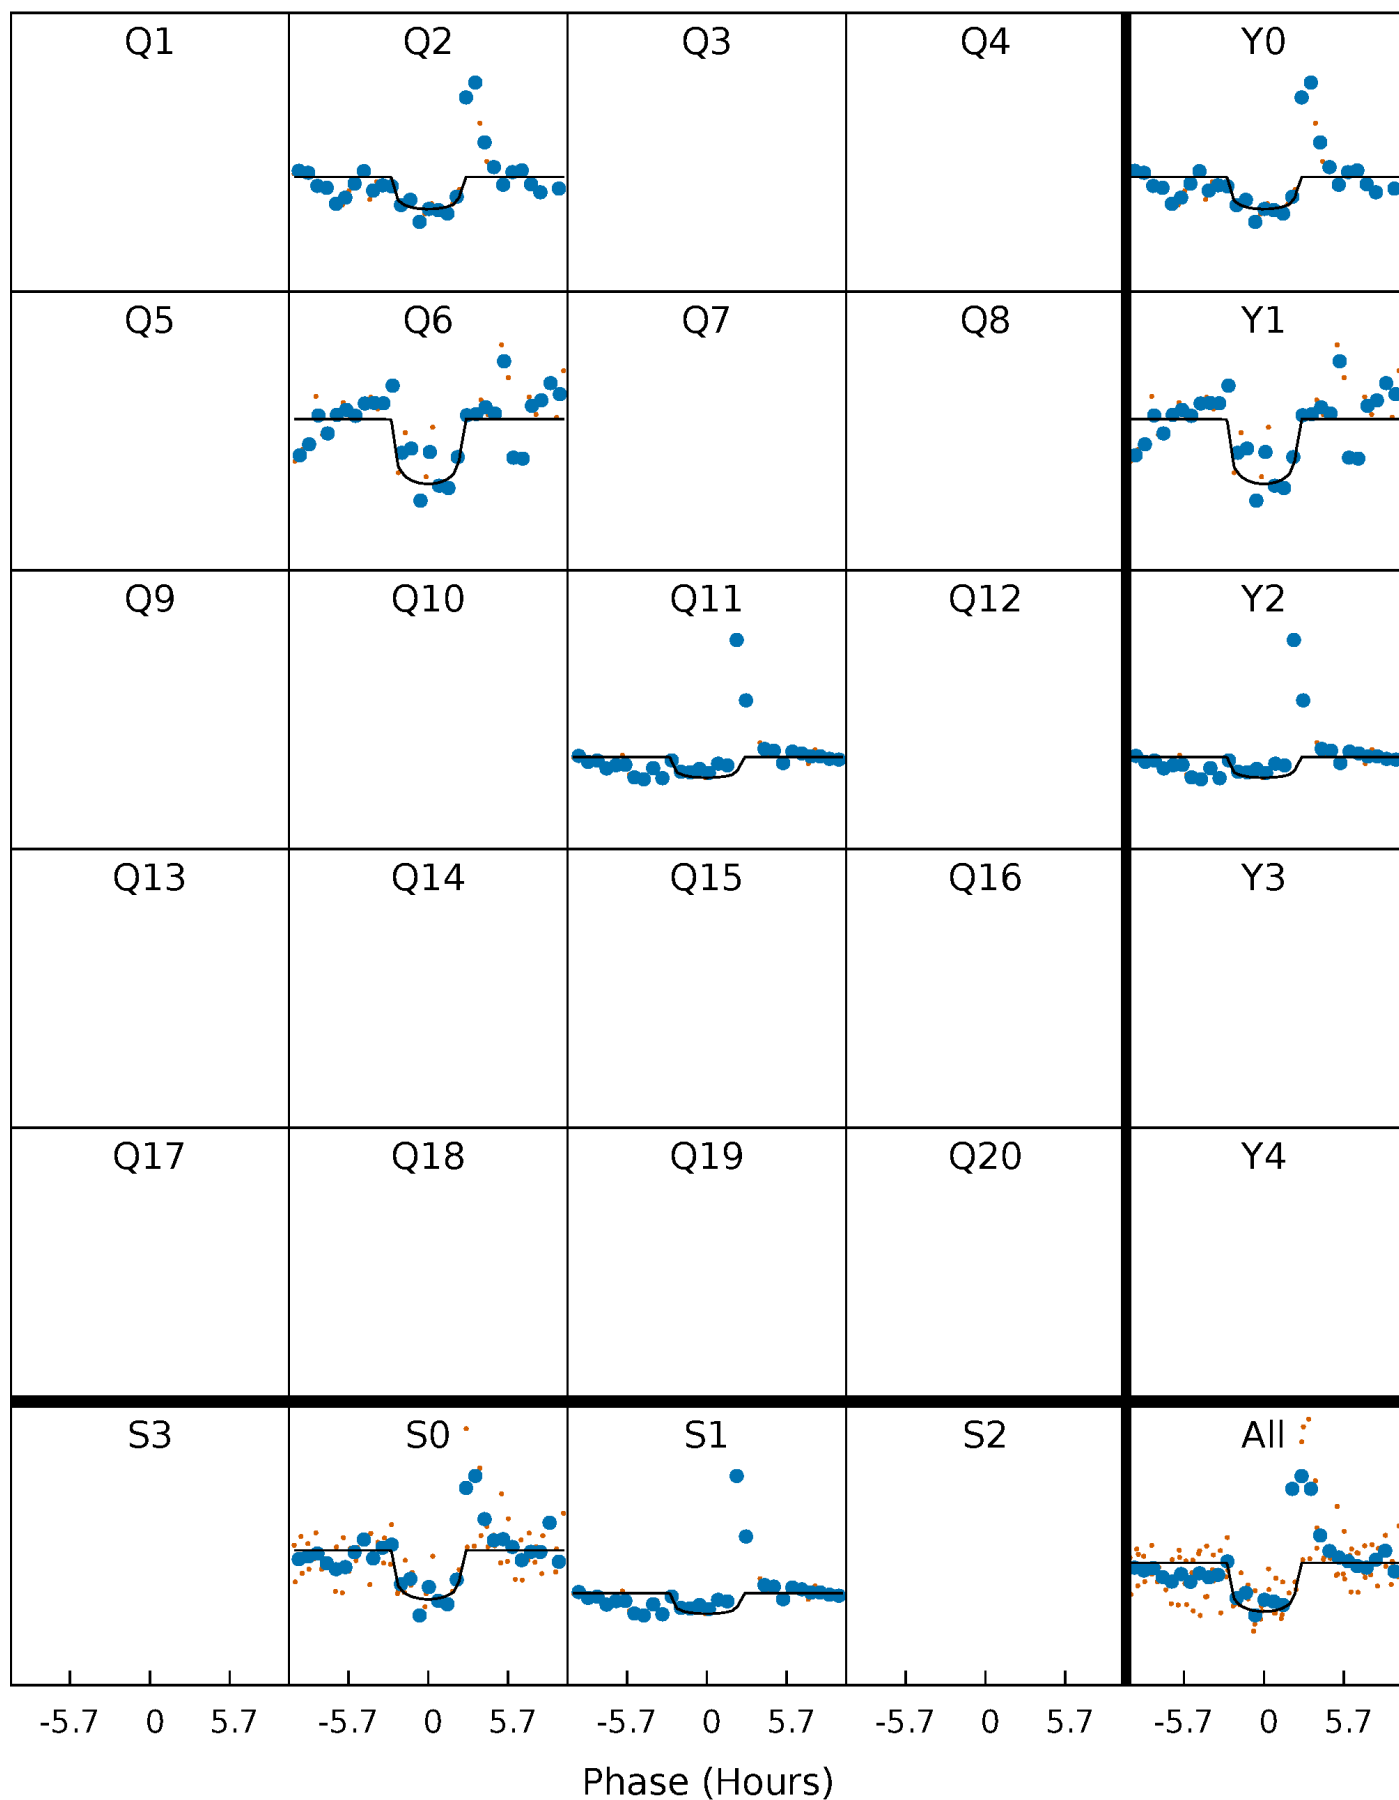 Q1 Q2 Q3 Q4 Y0
Q5 Q6 Q7 Q8 Y1
Q9 Q10 Q11 Q12 Y2
Q13 Q14 Q15 Q16 Y3
Q17 Q18 Q19 Q20 Y4
S3 S0 S1 S2 All
-5.7 0 5.7 -5.7 0 5.7 -5.7 0 5.7 -5.7 0 5.7 -5.7 0 5.7
Phase (Hours)